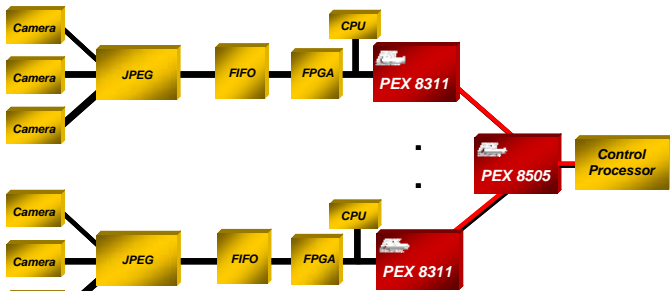 Camera
Camera
Camera
JPEG
FIFO
FPGA
CPU
PEX 8311
PEX 8505
Control
Processor
Camera
Camera
JPEG
FIFO
FPGA
CPU
PEX 8311